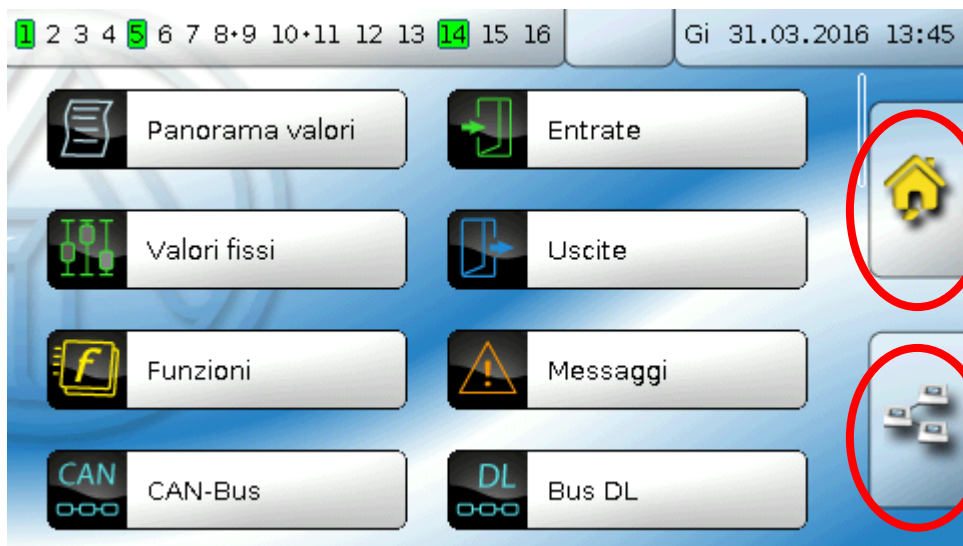 1 2 3 4 5 6 7 8•9 10•11 12 13 14 15 16 Gi 31.03.2016 13:45
Panorama valori Entrate
Valori fissi Uscite
f Funzioni Messaggi
CAN CAN-Bus DL Bus DL